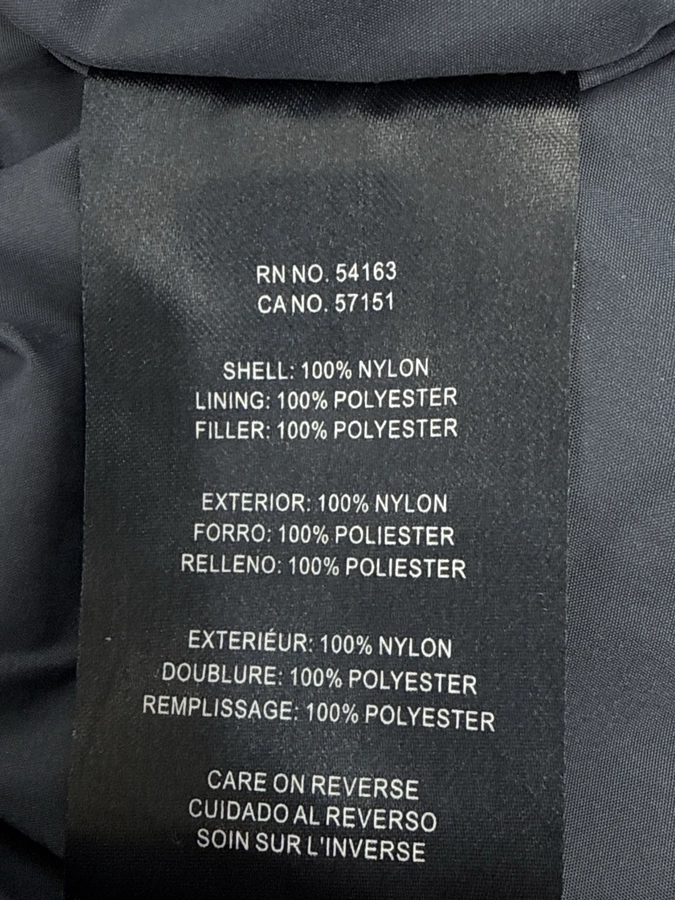 RN NO. 54163
CA NO. 57151
SHELL: 100% NYLON
LINING: 100% POLYESTER
FILLER: 100% POLYESTER
EXTERIOR: 100% NYLON
FORRO: 100% POLIESTER
RELLENO: 100% POLIESTER
EXTERIÉUR: 100% NYLON
DOUBLURE: 100% POLYESTER
REMPLISSAGE: 100% POLYESTER
CARE ON REVERSE
CUIDADO AL REVERSO
SOIN SUR L'INVERSE